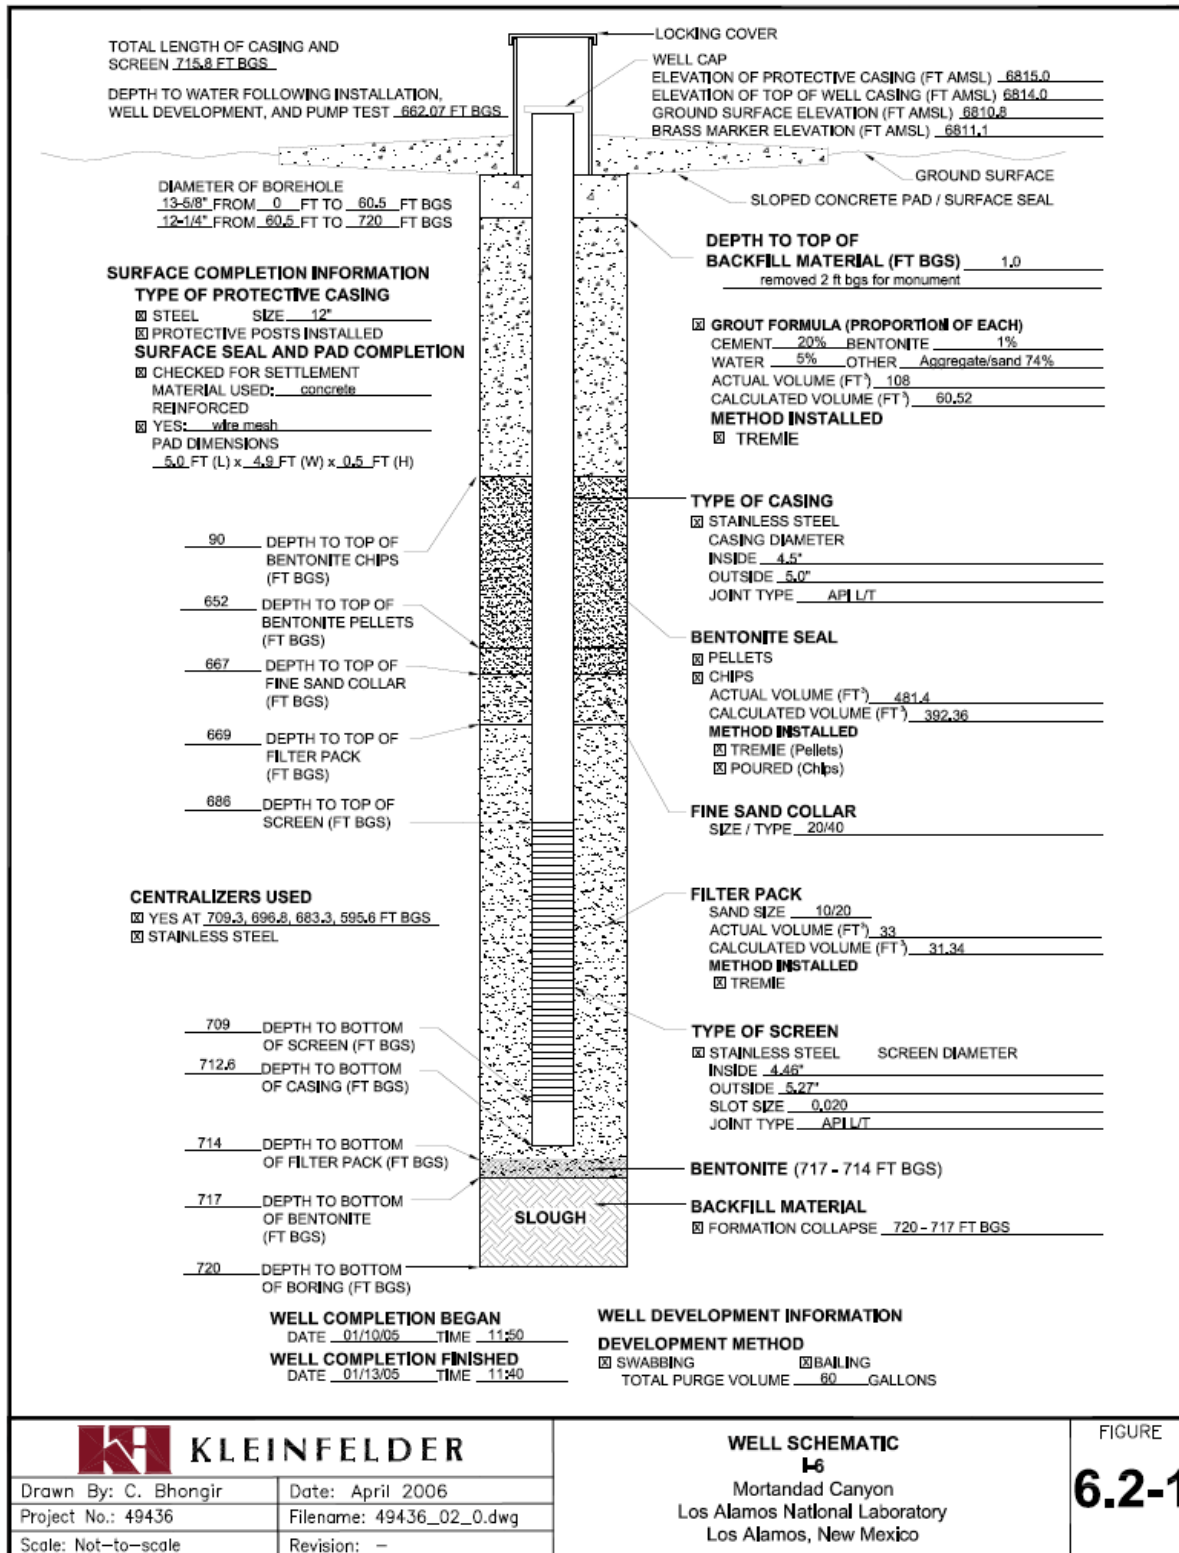 TOTAL LENGTH OF CASING AND
SCREEN 715.8 FT BGS
DEPTH TO WATER FOLLOWING INSTALLATION,
WELL DEVELOPMENT, AND PUMP TEST 662.07 FT BGS
LOCKING COVER
WELL CAP
ELEVATION OF PROTECTIVE CASING (FT AMSL) 6815.0
ELEVATION OF TOP OF WELL CASING (FT AMSL) 6814.0
GROUND SURFACE ELEVATION (FT AMSL) 6810.8
BRASS MARKER ELEVATION (FT AMSL) 6811.1
GROUND SURFACE
SLOPED CONCRETE PAD / SURFACE SEAL
DIAMETER OF BOREHOLE
13-5/8" FROM 0 FT TO 60.5 FT BGS
12-1/4" FROM 60.5 FT TO 720 FT BGS
DEPTH TO TOP OF
BACKFILL MATERIAL (FT BGS) 1.0
removed 2 ft bgs for monument
SURFACE COMPLETION INFORMATION
TYPE OF PROTECTIVE CASING
☒ STEEL SIZE 12"
☒ PROTECTIVE POSTS INSTALLED
SURFACE SEAL AND PAD COMPLETION
☒ CHECKED FOR SETTLEMENT
MATERIAL USED: concrete
REINFORCED
☒ YES: wire mesh
PAD DIMENSIONS
5.0 FT (L) x 4.9 FT (W) x 0.5 FT (H)
☒ GROUT FORMULA (PROPORTION OF EACH)
CEMENT 20% BENTONITE 1%
WATER 5% OTHER Aggregate/sand 74%
ACTUAL VOLUME (FT³) 108
CALCULATED VOLUME (FT³) 60.52
METHOD INSTALLED
☒ TREMIE
TYPE OF CASING
☒ STAINLESS STEEL
CASING DIAMETER
INSIDE 4.5"
OUTSIDE 5.0"
JOINT TYPE API L/T
90 DEPTH TO TOP OF
BENTONITE CHIPS
(FT BGS)
652 DEPTH TO TOP OF
BENTONITE PELLETS
(FT BGS)
667 DEPTH TO TOP OF
FINE SAND COLLAR
(FT BGS)
669 DEPTH TO TOP OF
FILTER PACK
(FT BGS)
686 DEPTH TO TOP OF
SCREEN (FT BGS)
BENTONITE SEAL
☒ PELLETS
☒ CHIPS
ACTUAL VOLUME (FT³) 481.4
CALCULATED VOLUME (FT³) 392.36
METHOD INSTALLED
☒ TREMIE (Pellets)
☒ POURED (Chips)
FINE SAND COLLAR
SIZE / TYPE 20/40
CENTRALIZERS USED
☒ YES AT 709.3, 696.8, 683.3, 595.6 FT BGS
☒ STAINLESS STEEL
FILTER PACK
SAND SIZE 10/20
ACTUAL VOLUME (FT³) 33
CALCULATED VOLUME (FT³) 31.34
METHOD INSTALLED
☒ TREMIE
TYPE OF SCREEN
☒ STAINLESS STEEL SCREEN DIAMETER
INSIDE 4.46"
OUTSIDE 5.27"
SLOT SIZE 0.020
JOINT TYPE API L/T
709 DEPTH TO BOTTOM
OF SCREEN (FT BGS)
712.6 DEPTH TO BOTTOM
OF CASING (FT BGS)
714 DEPTH TO BOTTOM
OF FILTER PACK (FT BGS)
717 DEPTH TO BOTTOM
OF BENTONITE
(FT BGS)
720 DEPTH TO BOTTOM
OF BORING (FT BGS)
BENTONITE (717 - 714 FT BGS)
BACKFILL MATERIAL
☒ FORMATION COLLAPSE 720 - 717 FT BGS
SLOUGH
WELL COMPLETION BEGAN
DATE 01/10/05 TIME 11:50
WELL COMPLETION FINISHED
DATE 01/13/05 TIME 11:40
WELL DEVELOPMENT INFORMATION
DEVELOPMENT METHOD
☒ SWABBING ☒ BAILING
TOTAL PURGE VOLUME 60 GALLONS
KLEINFELDER
Drawn By: C. Bhongir
Date: April 2006
Project No.: 49436
Filename: 49436_02_0.dwg
Scale: Not-to-scale
Revision: -
WELL SCHEMATIC
I-6
Mortandad Canyon
Los Alamos National Laboratory
Los Alamos, New Mexico
FIGURE
6.2-1